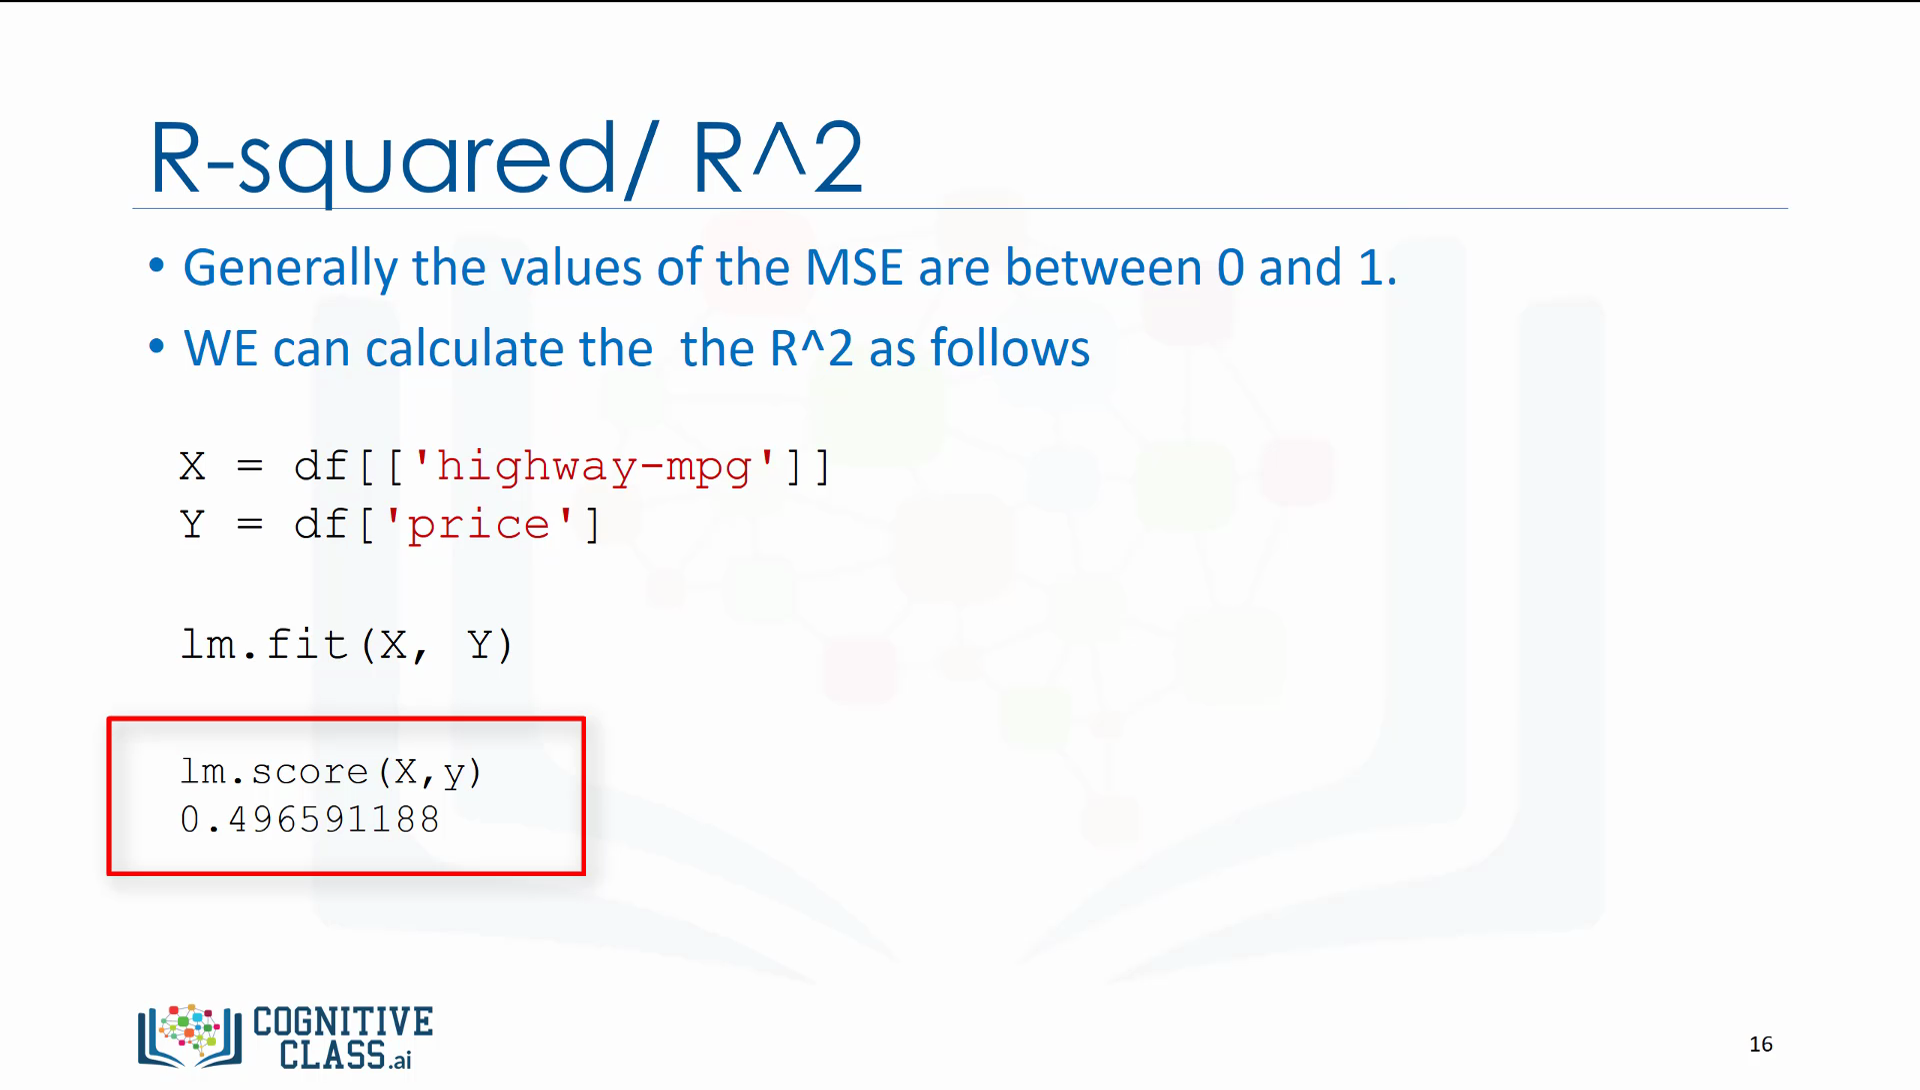 R-squared/ R^2
• Generally the values of the MSE are between 0 and 1.
• WE can calculate the  the R^2 as follows
X = df[['highway-mpg']]
Y = df['price']
lm.fit(X, Y)
lm.score(X,y)
0.496591188
COGNITIVE
CLASS.ai
16